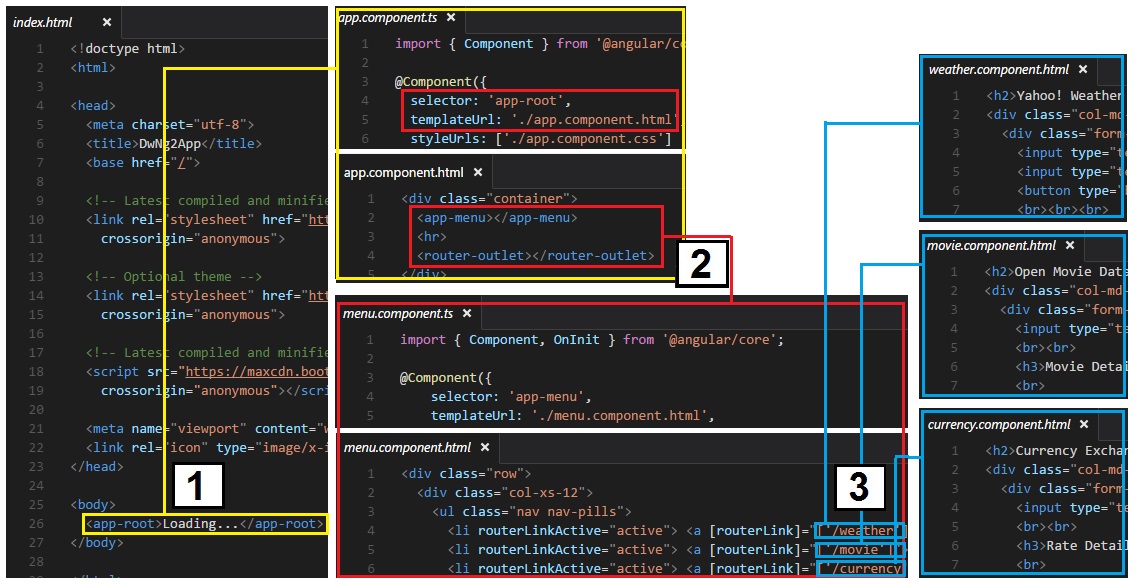 index.html ×
1 <!doctype html>
2 <html>
3
4 <head>
5 <meta charset="utf-8">
6 <title>DwNg2App</title>
7 <base href="/">
8
9 <!-- Latest compiled and minifie
10 <link rel="stylesheet" href="htt
11 crossorigin="anonymous">
12
13 <!-- Optional theme -->
14 <link rel="stylesheet" href="htt
15 crossorigin="anonymous">
16
17 <!-- Latest compiled and minifie
18 <script src="https://maxcdn.boot
19 crossorigin="anonymous"></scri
20
21 <meta name="viewport" content="w
22 <link rel="icon" type="image/x-i
23 </head>
24
25 <body>
26 <app-root>Loading...</app-root>
27 </body>
28
1
app.component.ts ×
1 import { Component } from '@angular/co
2
3 @Component({
4 selector: 'app-root',
5 templateUrl: './app.component.html'
6 styleUrls: ['./app.component.css']
app.component.html ×
1 <div class="container">
2 <app-menu></app-menu>
3 <hr>
4 <router-outlet></router-outlet>
5 </div>
2
menu.component.ts ×
1 import { Component, OnInit } from '@angular/core';
2
3 @Component({
4 selector: 'app-menu',
5 templateUrl: './menu.component.html',
menu.component.html ×
1 <div class="row">
2 <div class="col-xs-12">
3 <ul class="nav nav-pills">
4 <li routerLinkActive="active"> <a [routerLink]="['/weather'
5 <li routerLinkActive="active"> <a [routerLink]="['/movie']
6 <li routerLinkActive="active"> <a [routerLink]="['/currency
3
weather.component.html ×
1 <h2>Yahoo! Weather
2 <div class="col-md-
3 <div class="form-
4 <input type="te
5 <input type="te
6 <button type="b
7 <br><br><br>
movie.component.html ×
1 <h2>Open Movie Data
2 <div class="col-md-
3 <div class="form-
4 <input type="te
5 <br><br>
6 <h3>Movie Detai
7 <br>
currency.component.html ×
1 <h2>Currency Exchan
2 <div class="col-md-
3 <div class="form-
4 <input type="te
5 <br><br>
6 <h3>Rate Detail
7 <br>